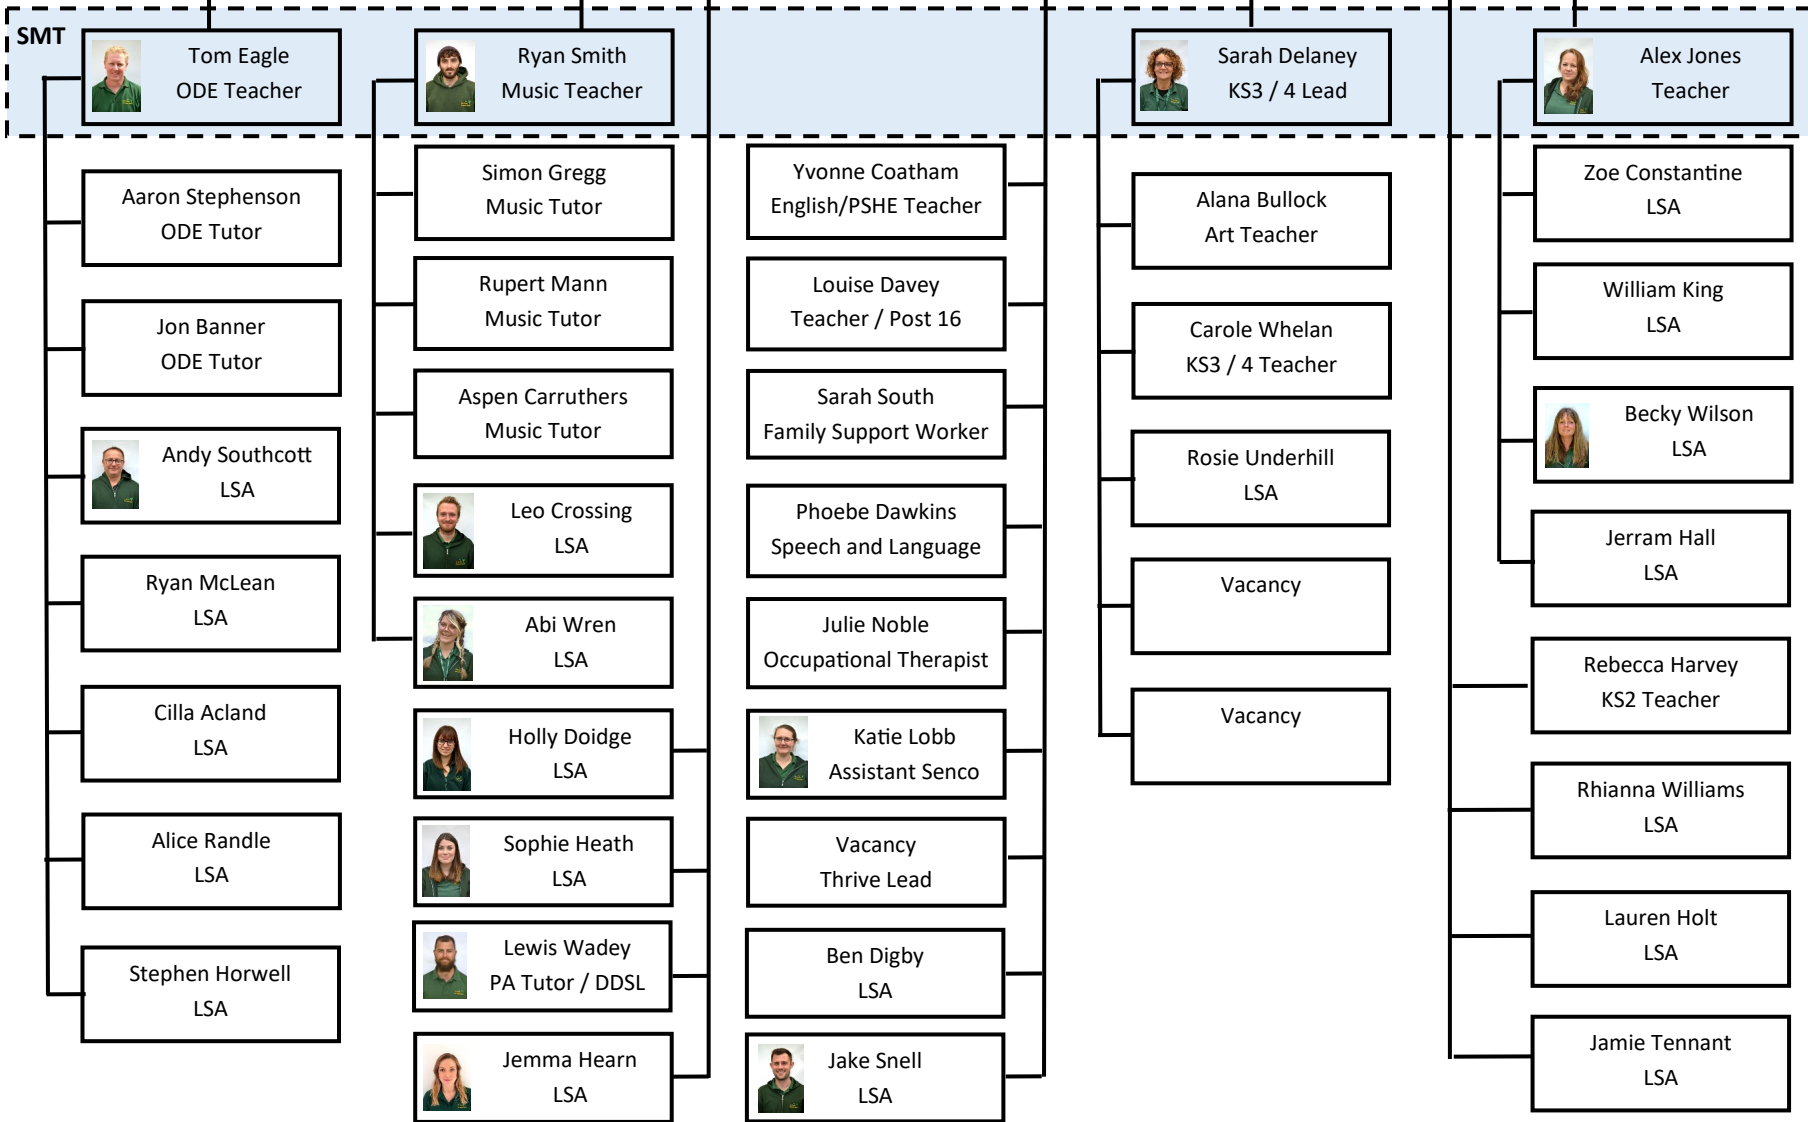 SMT
Tom Eagle
ODE Teacher
Ryan Smith
Music Teacher
Sarah Delaney
KS3 / 4 Lead
Alex Jones
Teacher
Aaron Stephenson
ODE Tutor
Jon Banner
ODE Tutor
Andy Southcott
LSA
Ryan McLean
LSA
Cilla Acland
LSA
Alice Randle
LSA
Stephen Horwell
LSA
Simon Gregg
Music Tutor
Rupert Mann
Music Tutor
Aspen Carruthers
Music Tutor
Leo Crossing
LSA
Abi Wren
LSA
Holly Doidge
LSA
Sophie Heath
LSA
Lewis Wadey
PA Tutor / DDSL
Jemma Hearn
LSA
Yvonne Coatham
English/PSHE Teacher
Louise Davey
Teacher / Post 16
Sarah South
Family Support Worker
Phoebe Dawkins
Speech and Language
Julie Noble
Occupational Therapist
Katie Lobb
Assistant Senco
Vacancy
Thrive Lead
Ben Digby
LSA
Jake Snell
LSA
Alana Bullock
Art Teacher
Carole Whelan
KS3 / 4 Teacher
Rosie Underhill
LSA
Vacancy
Vacancy
Zoe Constantine
LSA
William King
LSA
Becky Wilson
LSA
Jerram Hall
LSA
Rebecca Harvey
KS2 Teacher
Rhianna Williams
LSA
Lauren Holt
LSA
Jamie Tennant
LSA